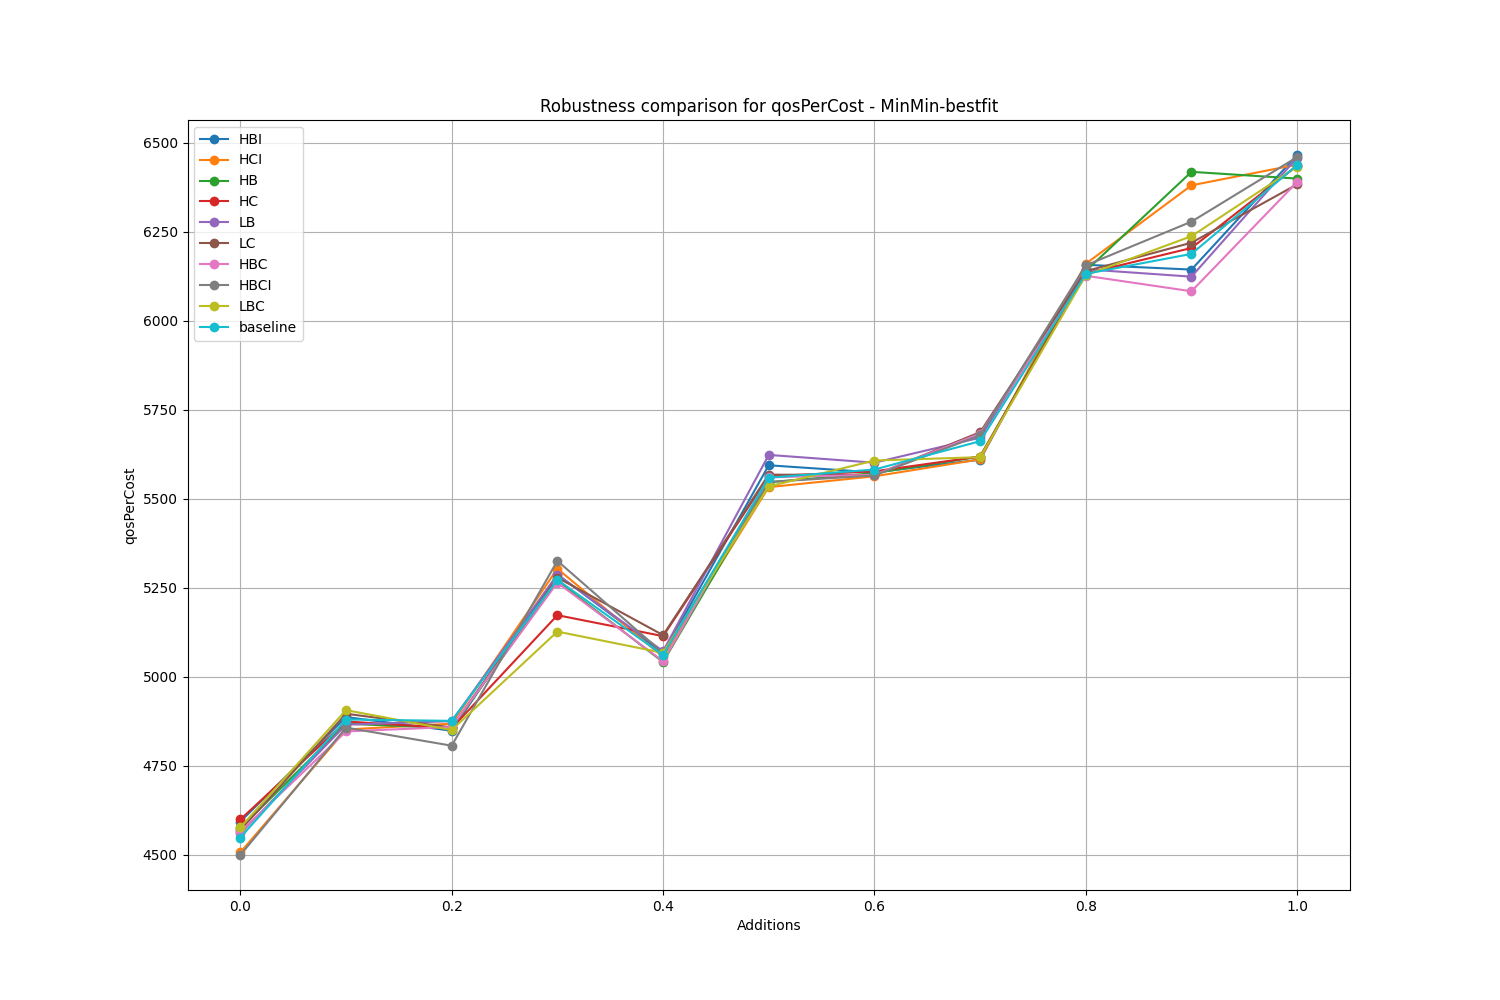 Robustness comparison for qosPerCost - MinMin-bestfit
HBI
HCI
HB
HC
LB
LC
HBC
HBCI
LBC
baseline
6500
6250
6000
5750
5500
5250
5000
4750
4500
qosPerCost
0.0 0.2 0.4 0.6 0.8 1.0
Additions